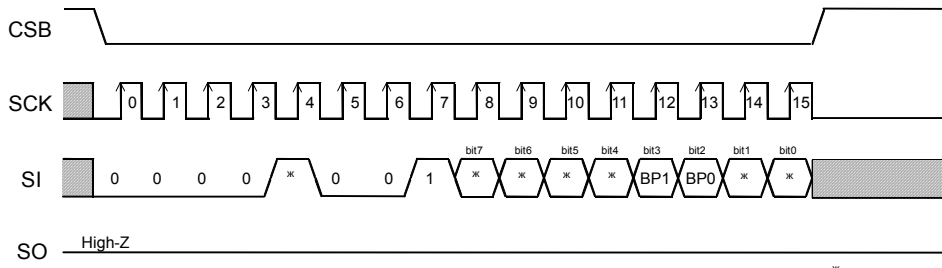 CSB
SCK 0 1 2 3 4 5 6 7 8 9 10 11 12 13 14 15
bit7 bit6 bit5 bit4 bit3 bit2 bit1 bit0
SI 0 0 0 0 ж 0 0 1 ж ж ж ж BP1 BP0 ж ж
High-Z
SO
ж